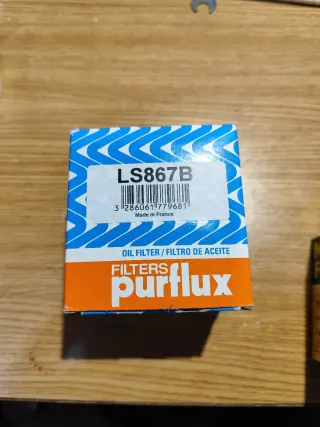 LS867B
3 286061 779681
Made in France
OIL FILTER / FILTRO DE ACEITE
FILTERS
purflux